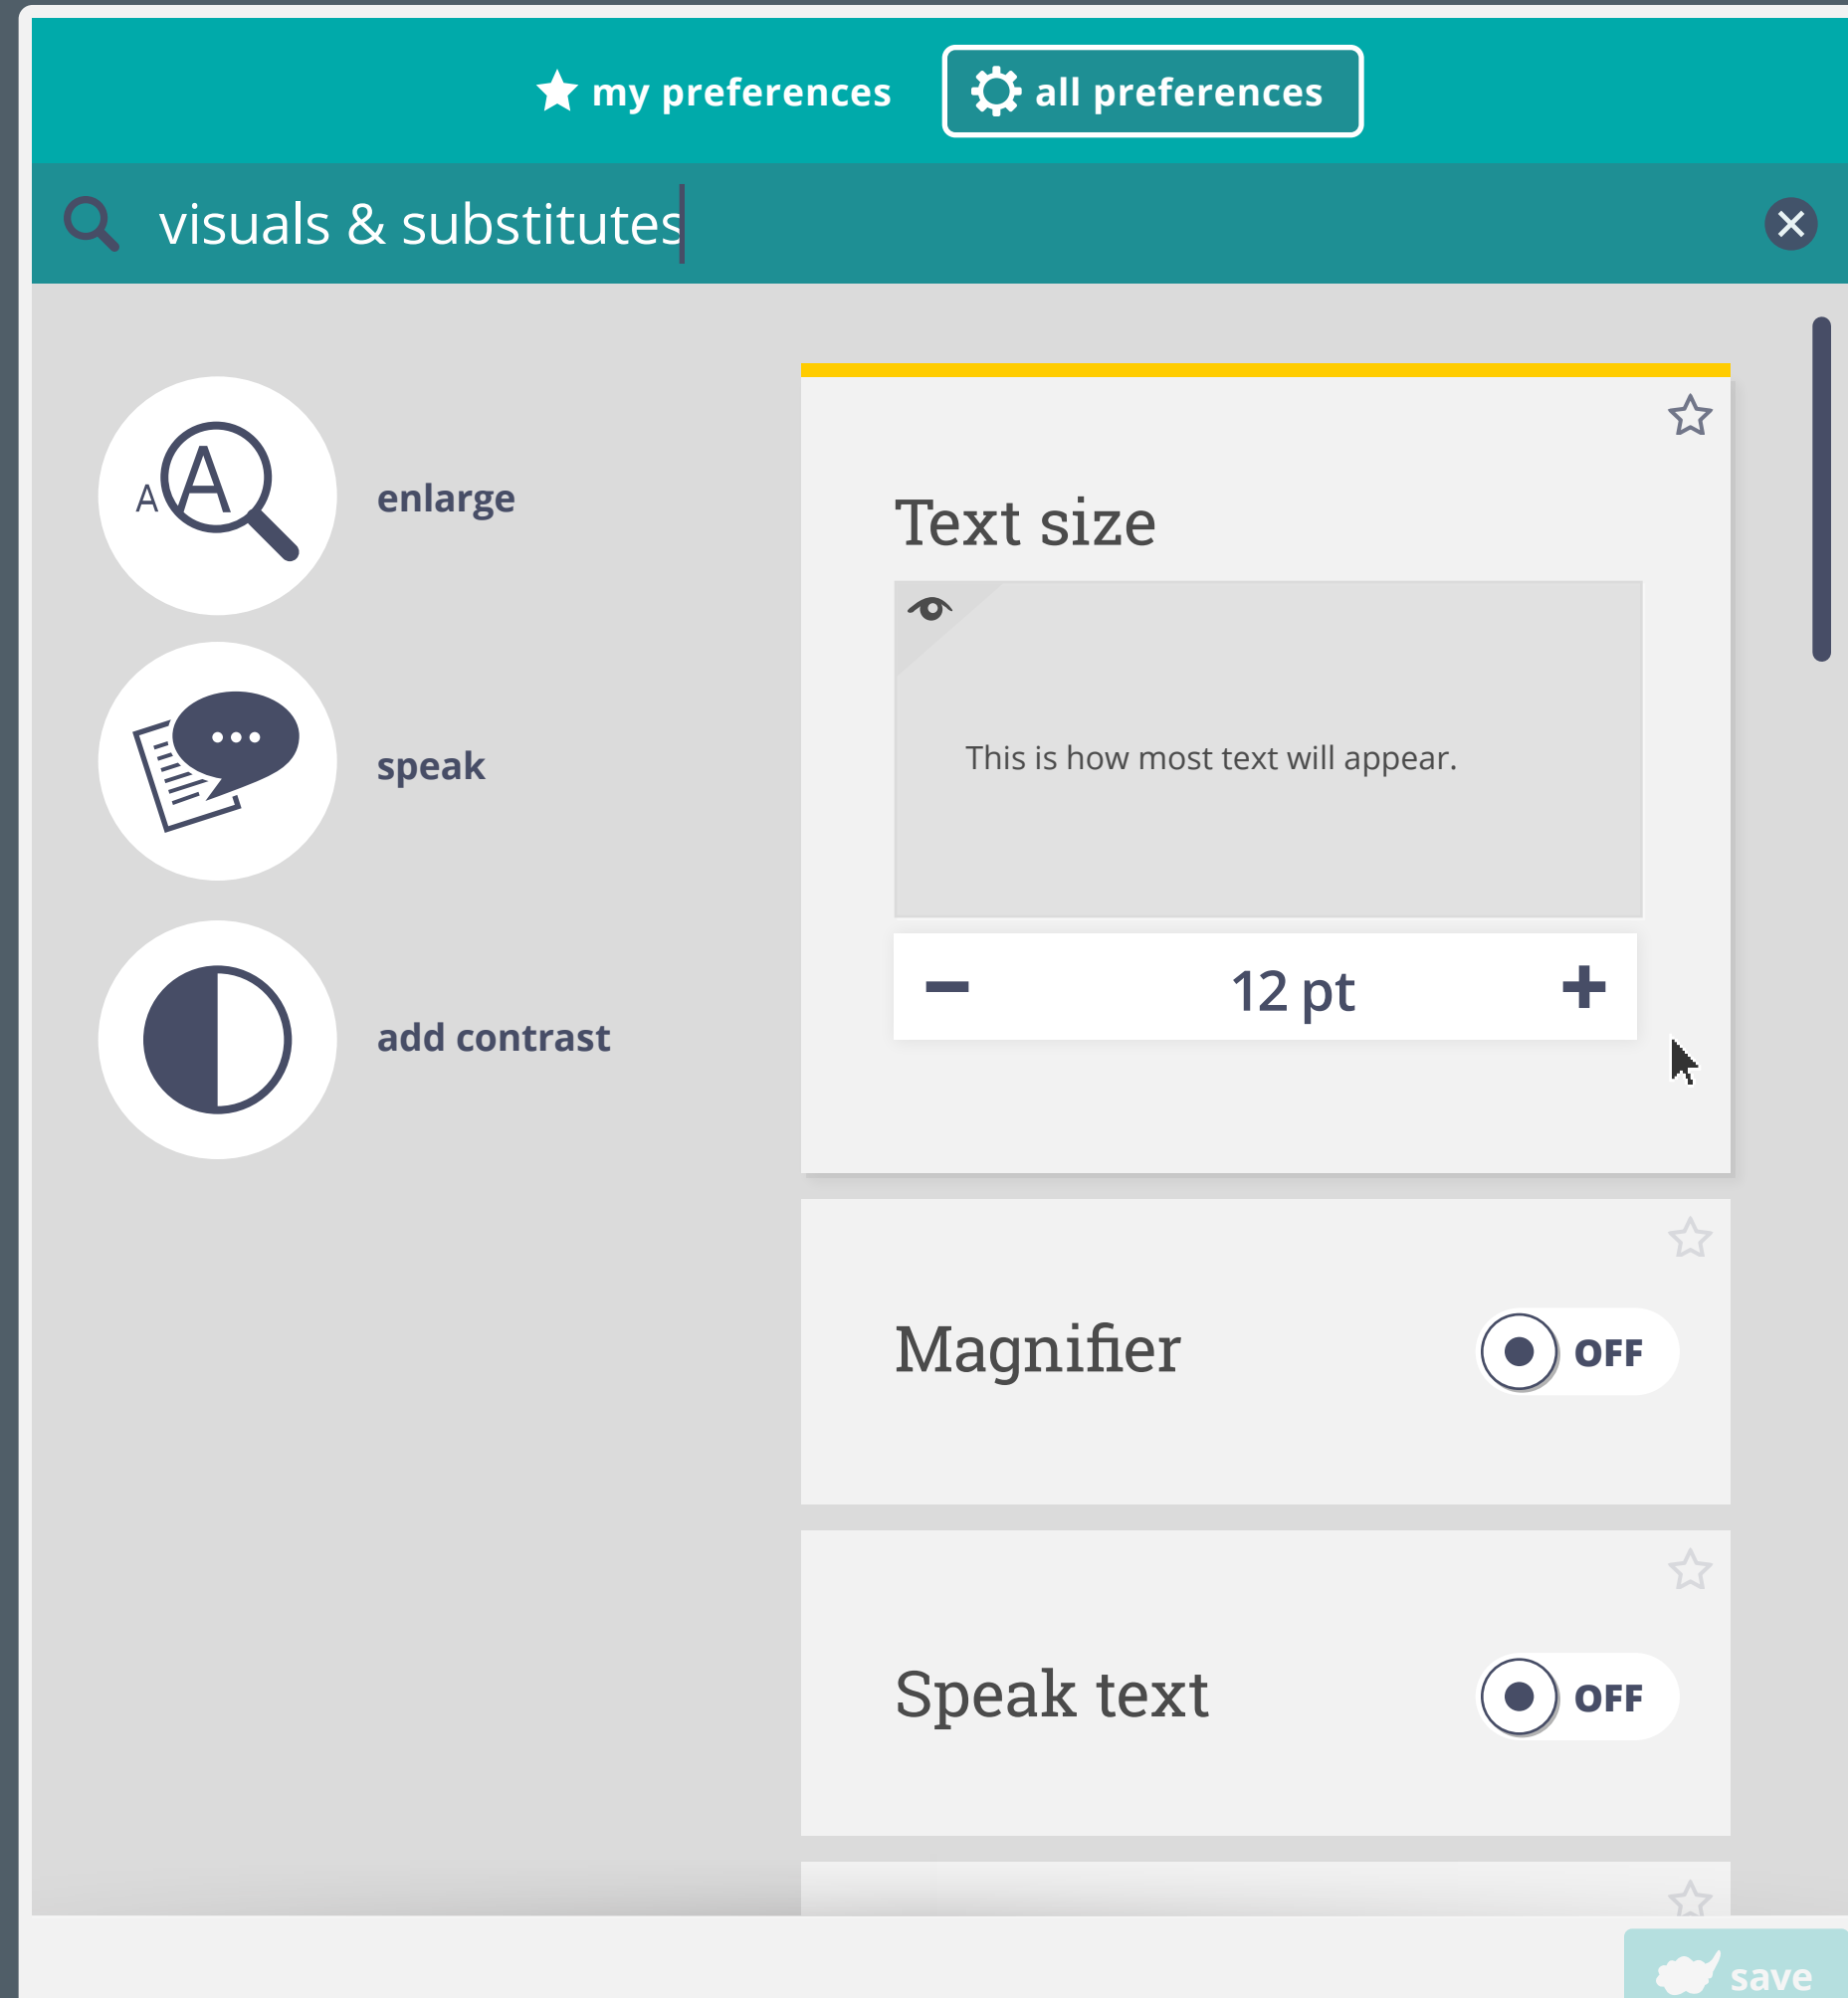 my preferences
all preferences
visuals & substitutes
A A
enlarge
speak
add contrast
Text size
This is how most text will appear.
12 pt
Magnifier
OFF
Speak text
OFF
save